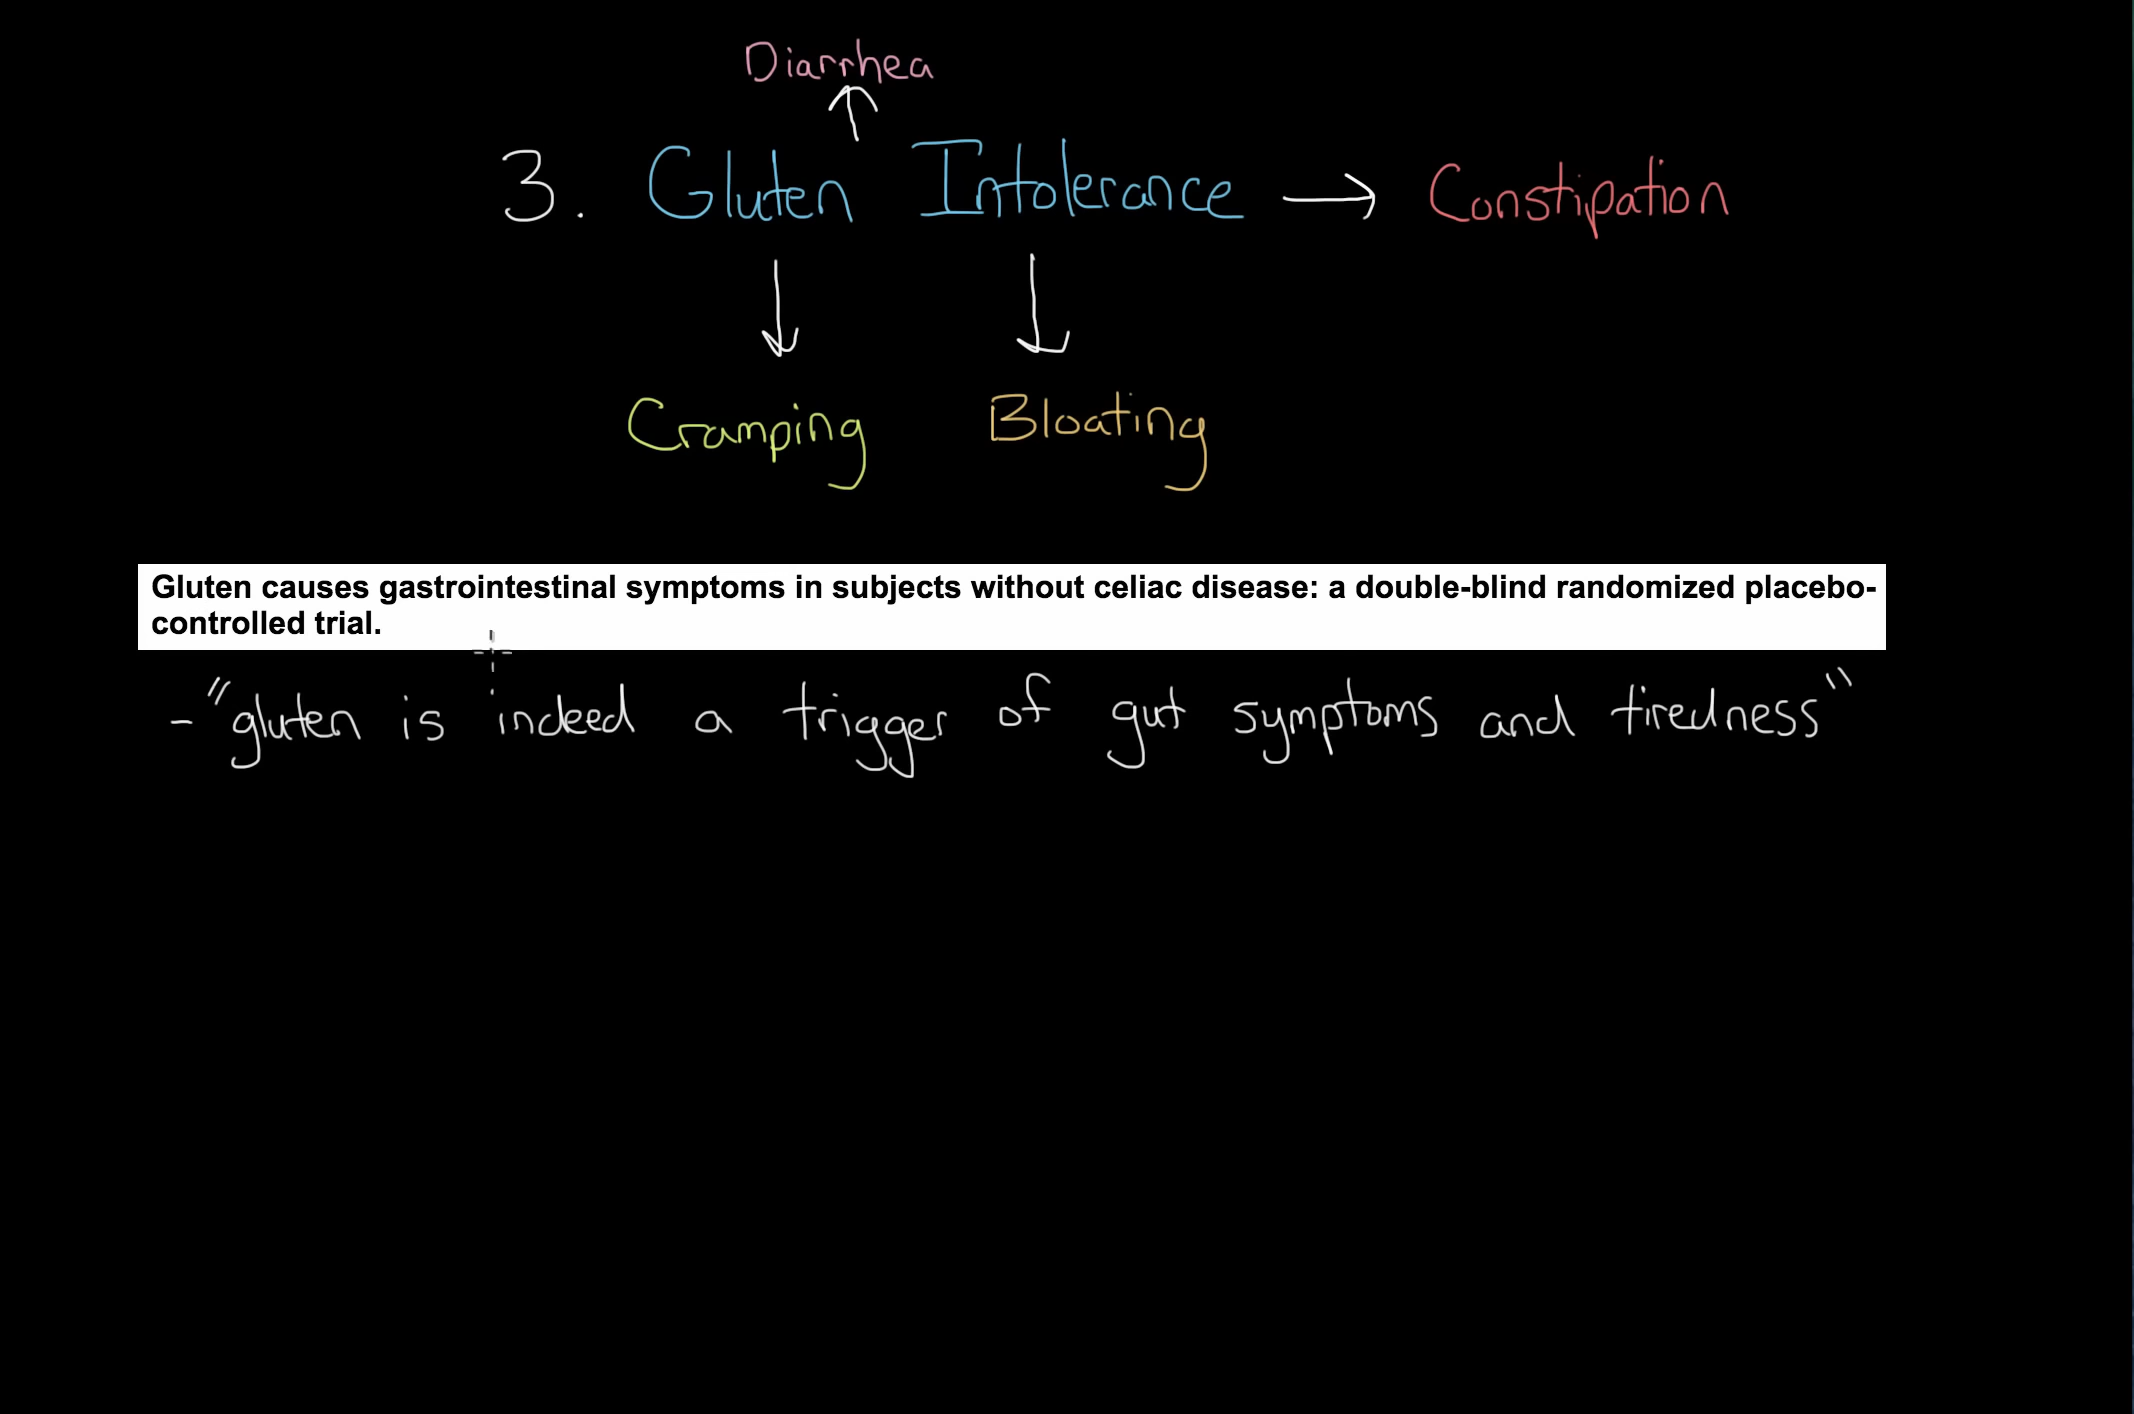 Diarrhea
3. Gluten Intolerance → Constipation
Cramping Bloating
Gluten causes gastrointestinal symptoms in subjects without celiac disease: a double-blind randomized placebo-
controlled trial.
- "gluten is indeed a trigger of gut symptoms and tiredness"